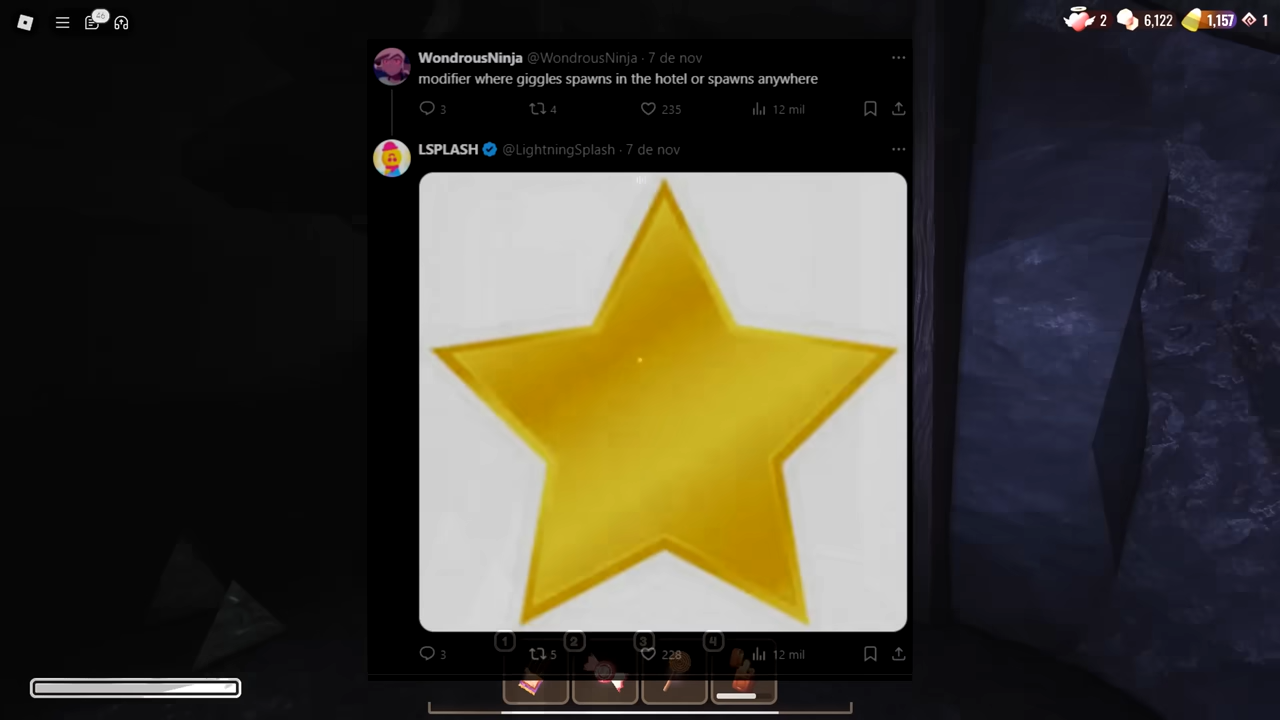 46
2
6,122
1,157
1
WondrousNinja @WondrousNinja · 7 de nov
modifier where giggles spawns in the hotel or spawns anywhere
3 4 235 12 mil
LSPLASH @LightningSplash · 7 de nov
1 2 3 4
3 5 228 12 mil